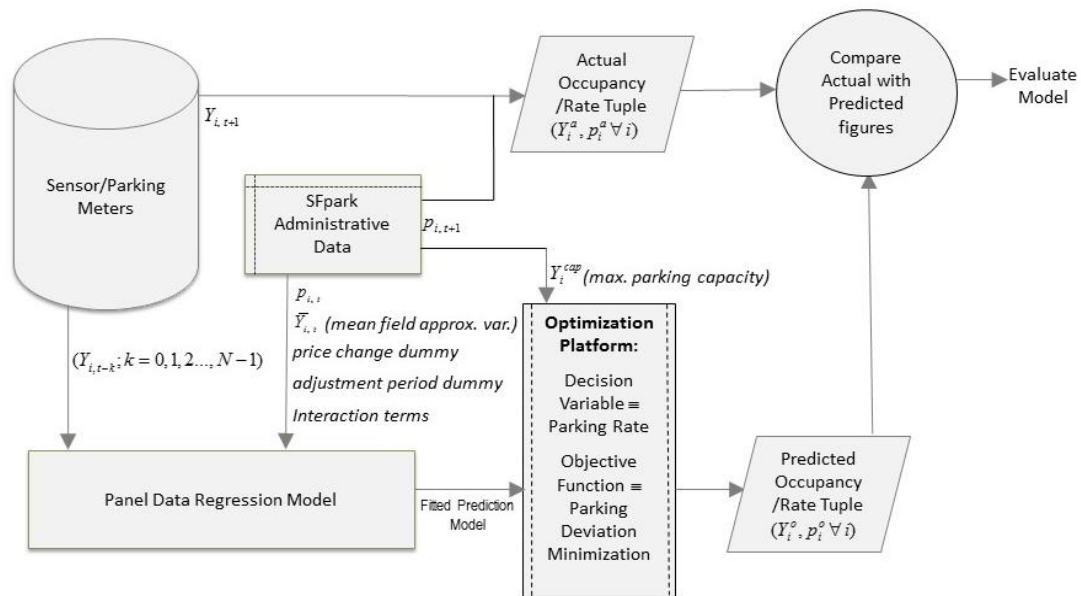 Sensor/Parking
Meters
Y_{i,t+1}
Actual
Occupancy
/Rate Tuple
(Y_i^a, p_i^a ∀ i)
Compare
Actual with
Predicted
figures
Evaluate
Model
SFpark
Administrative
Data
p_{i,t+1}
Y_i^{cap} (max. parking capacity)
(Y_{i,t-k}; k = 0,1,2..., N-1)
p_{i,t}
Ȳ_{i,t} (mean field approx. var.)
price change dummy
adjustment period dummy
Interaction terms
Panel Data Regression Model
Fitted Prediction
Model
Optimization
Platform:
Decision
Variable ≡
Parking Rate
Objective
Function ≡
Parking
Deviation
Minimization
Predicted
Occupancy
/Rate Tuple
(Y_i^o, p_i^o ∀ i)